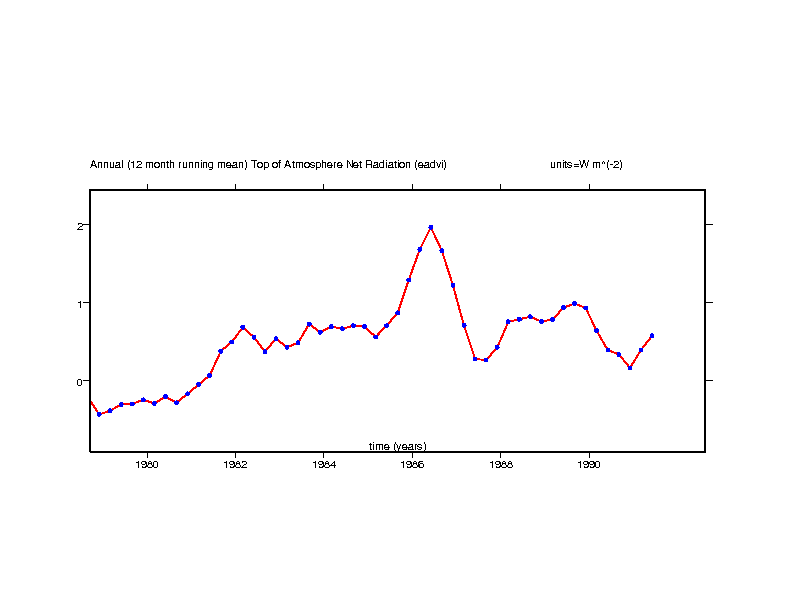 Annual (12 month running mean) Top of Atmosphere Net Radiation (eadvi) units=W m^(-2)
2
1
0
time (years)
1980 1982 1984 1986 1988 1990